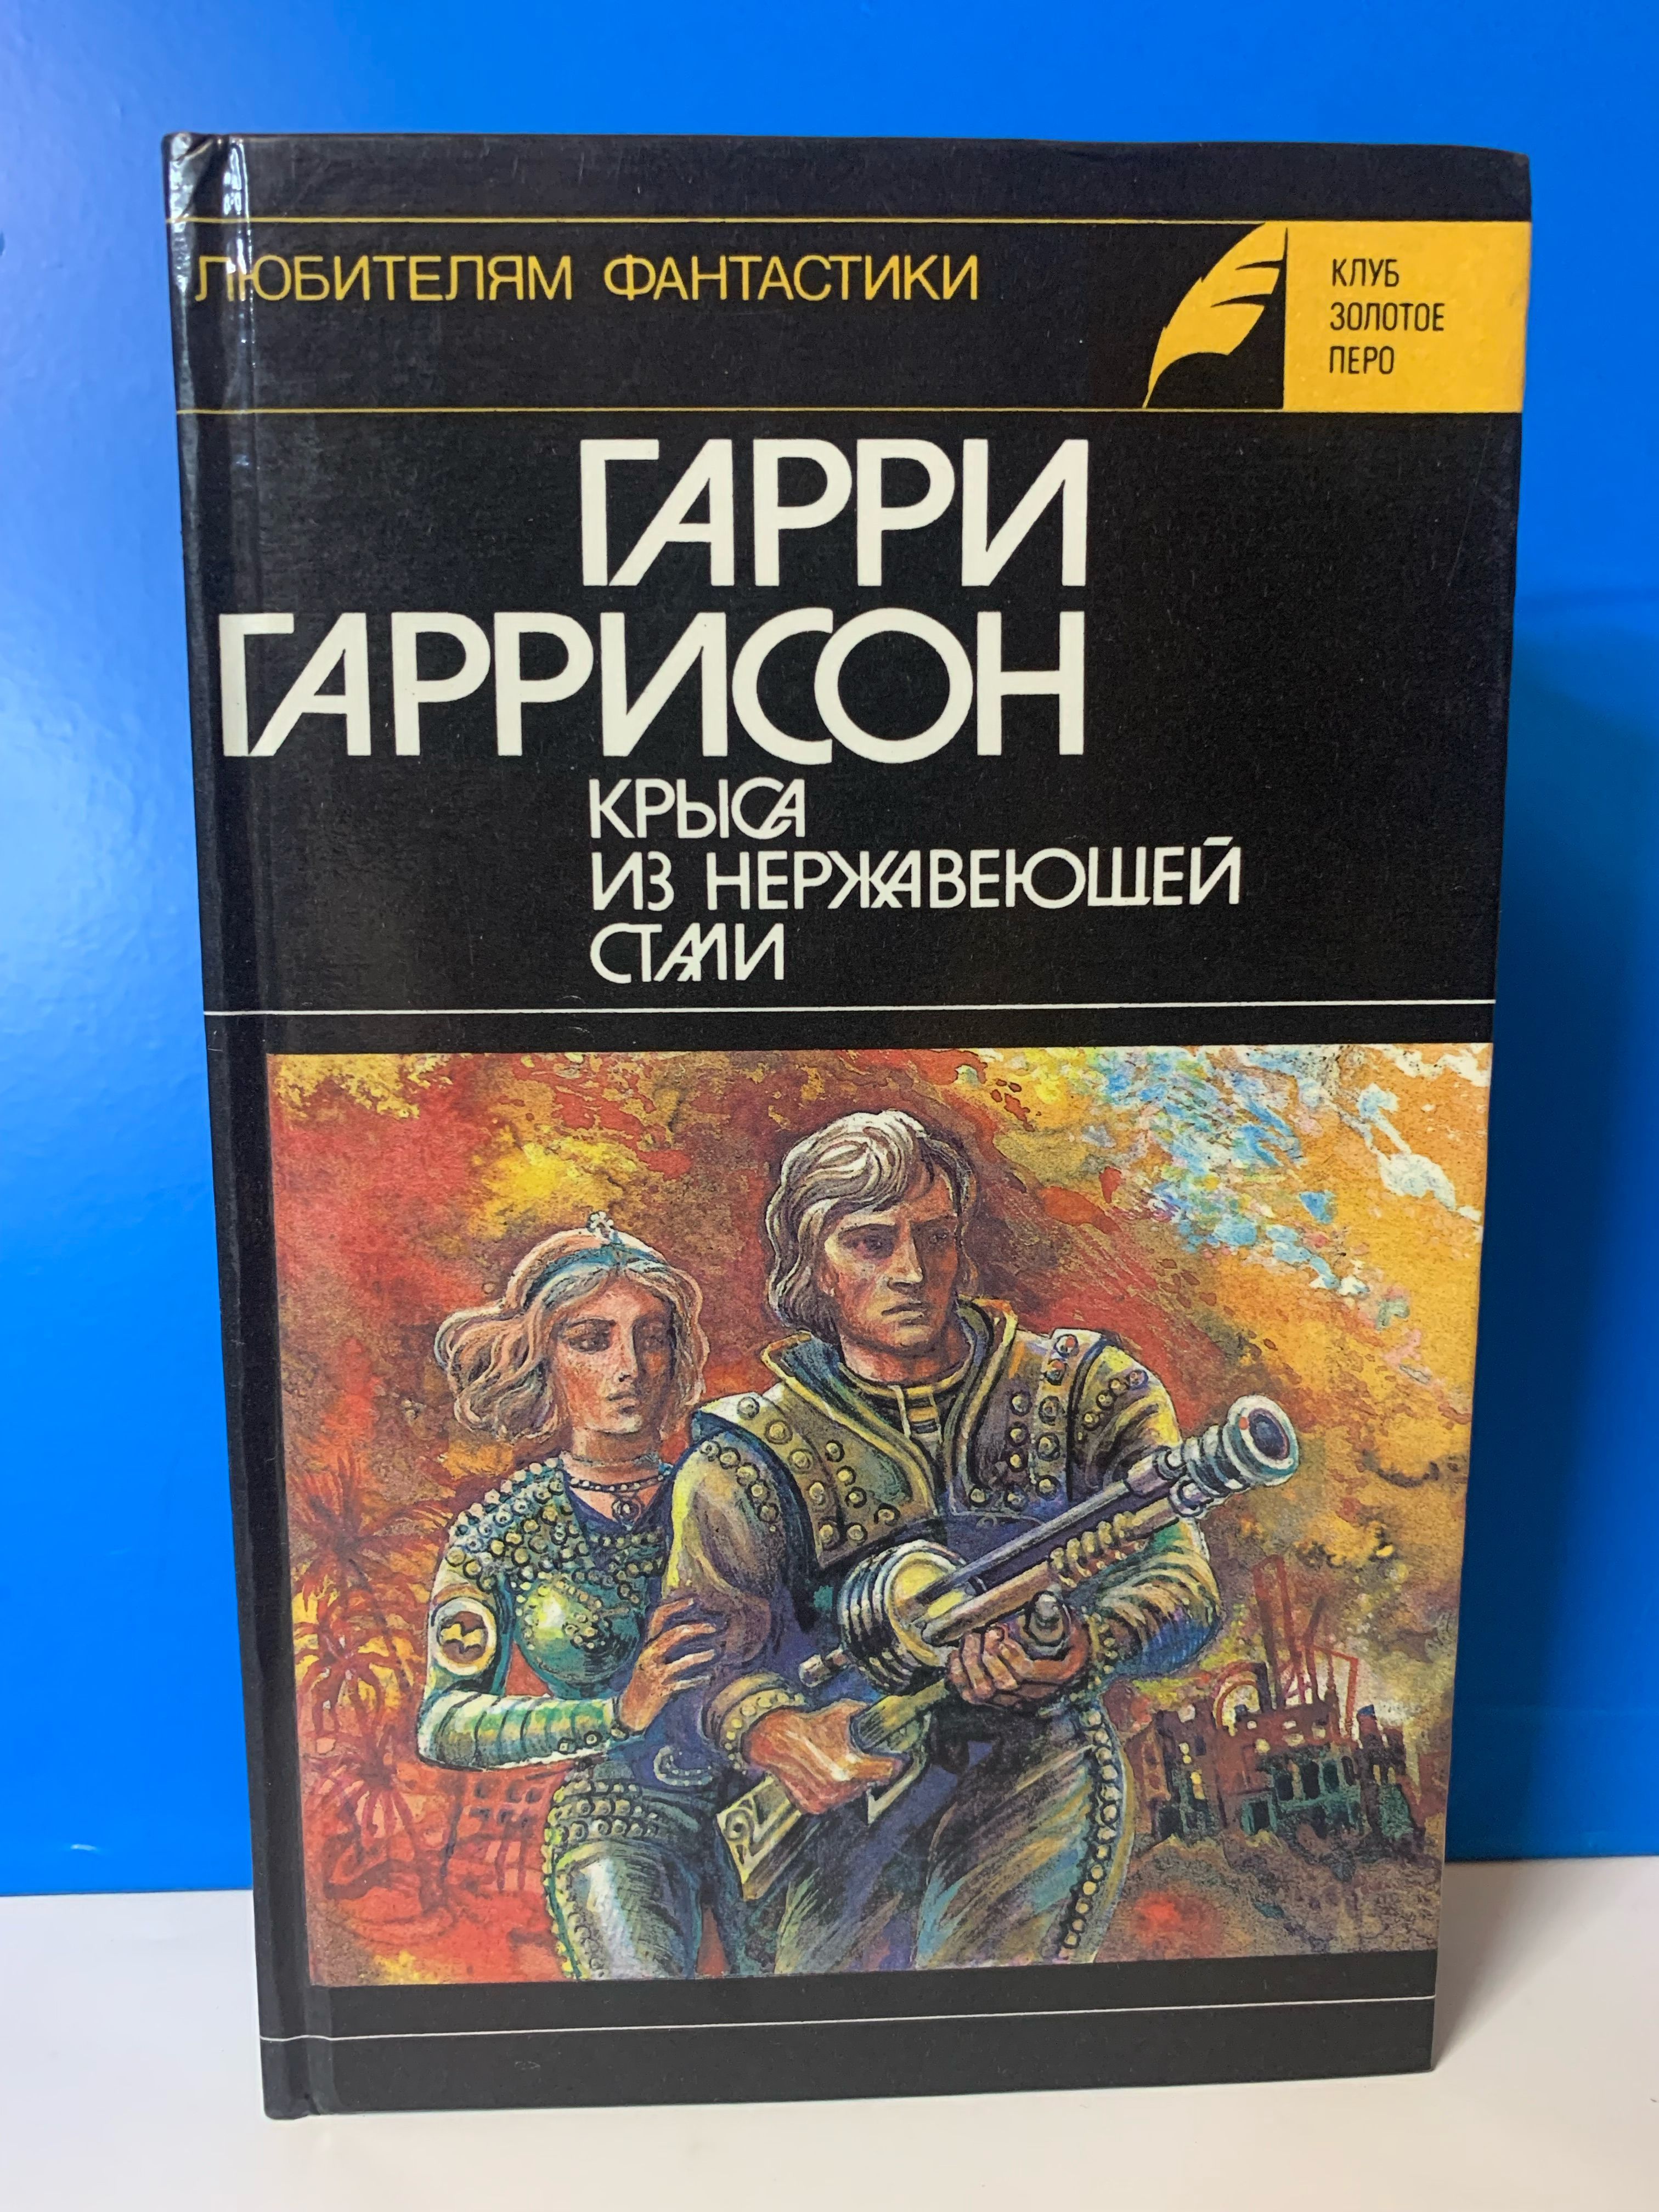 ЛЮБИТЕЛЯМ ФАНТАСТИКИ
КЛУБ
ЗОЛОТОЕ
ПЕРО
ГАРРИ
ГАРРИСОН
КРЫСА
ИЗ НЕРЖАВЕЮЩЕЙ
СТАЛИ